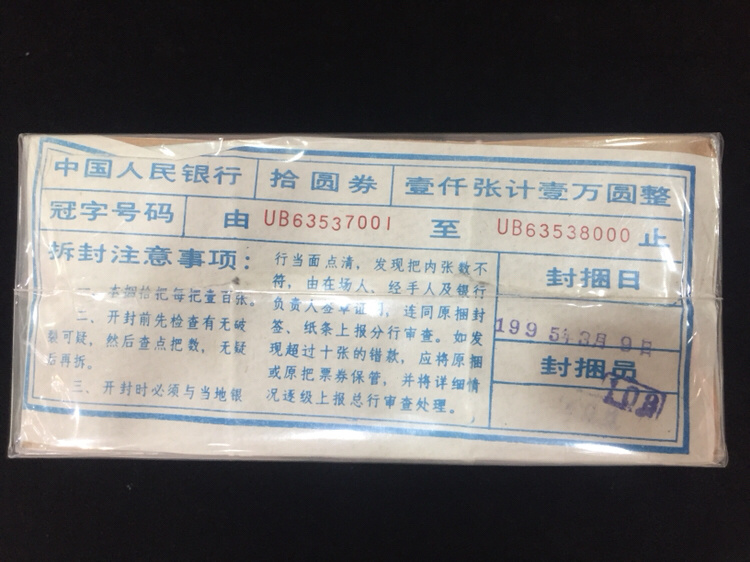 中国人民银行 拾圆券 壹仟张计壹万圆整
冠字号码 由 UB63537001 至 UB63538000 止
拆封注意事项：
一、本捆拾把每把壹百张。
二、开封前先检查有无破
裂可疑，然后查点把数，无疑
后再拆。
三、开封时必须与当地银
行当面点清，发现把内张数不
符，由在场人、经手人及银行
负责人签章证明，连同原捆封
签、纸条上报分行审查。如发
现超过十张的错款，应将原捆
或原把票券保管，并将详细情
况逐级上报总行审查处理。
封捆日
1995年3月9日
封捆员